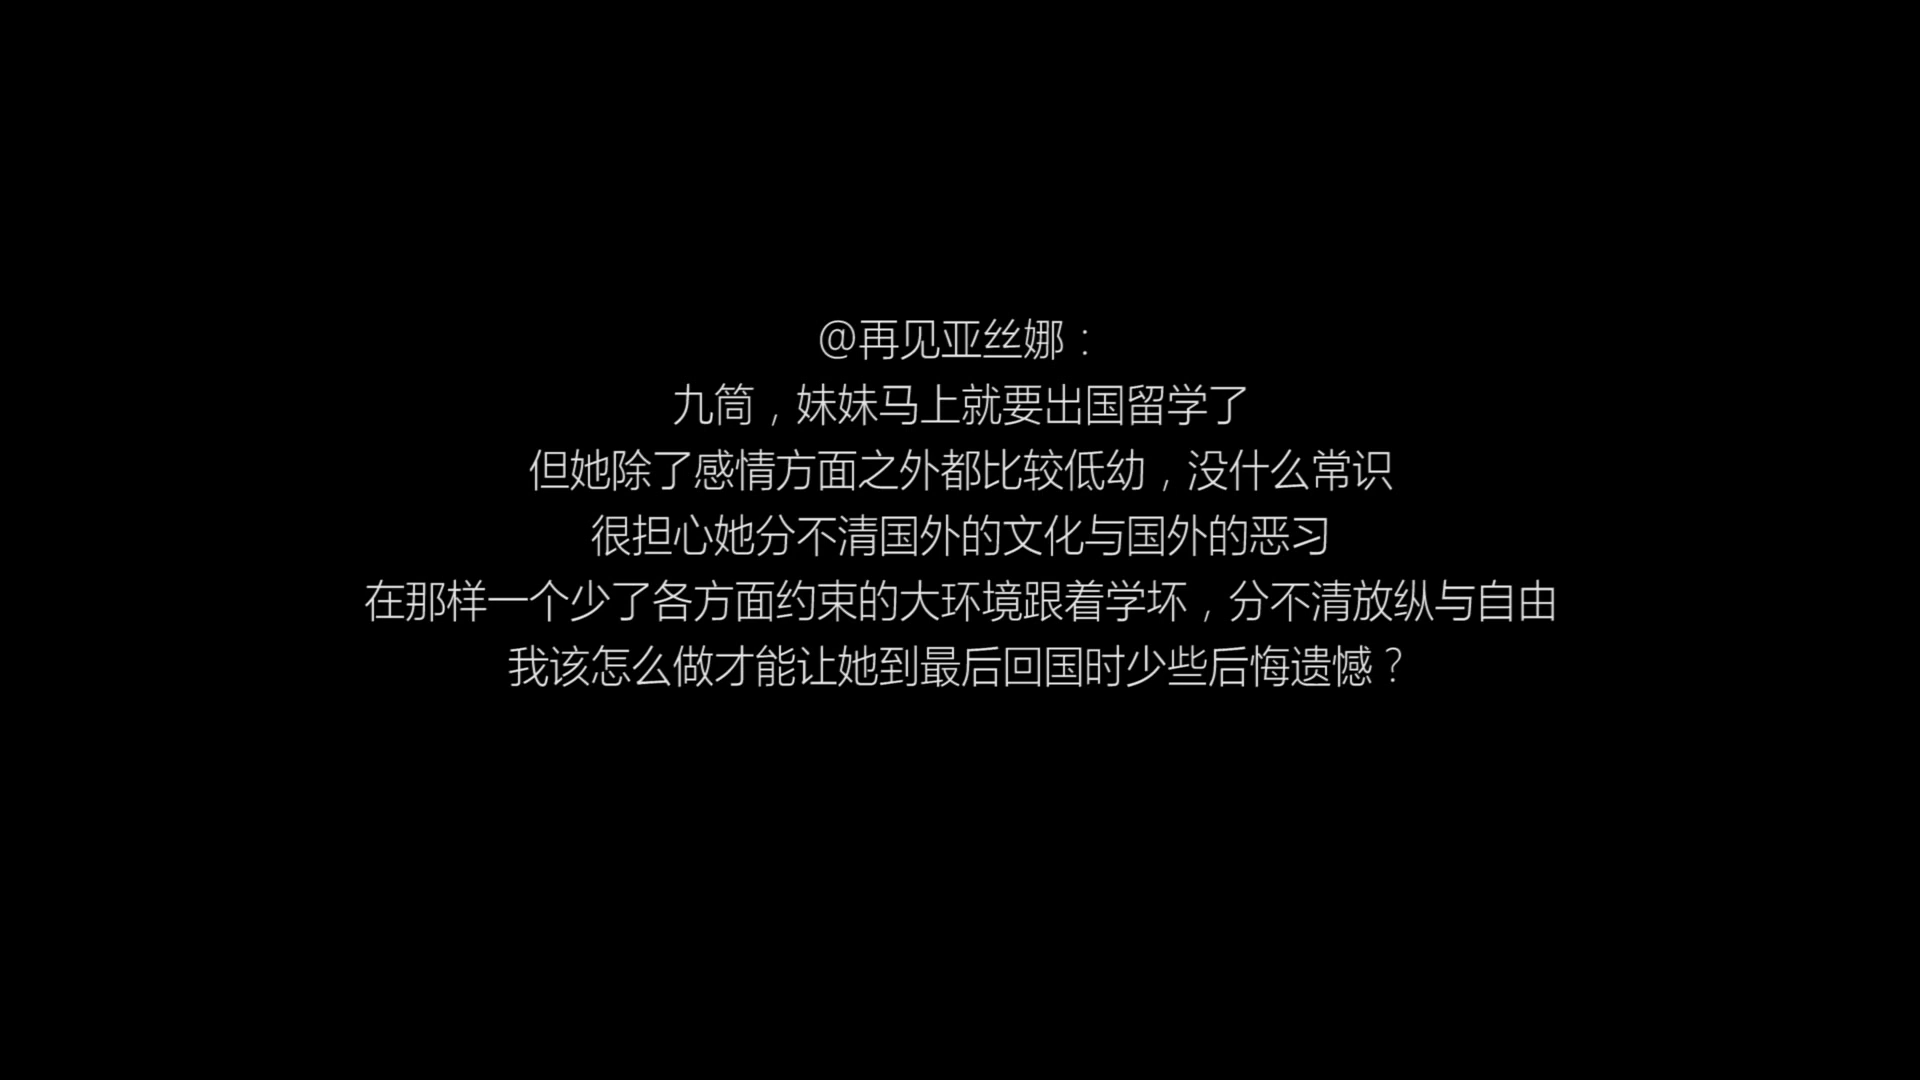 @再见亚丝娜：
九筒，妹妹马上就要出国留学了
但她除了感情方面之外都比较低幼，没什么常识
很担心她分不清国外的文化与国外的恶习
在那样一个少了各方面约束的大环境跟着学坏，分不清放纵与自由
我该怎么做才能让她到最后回国时少些后悔遗憾？